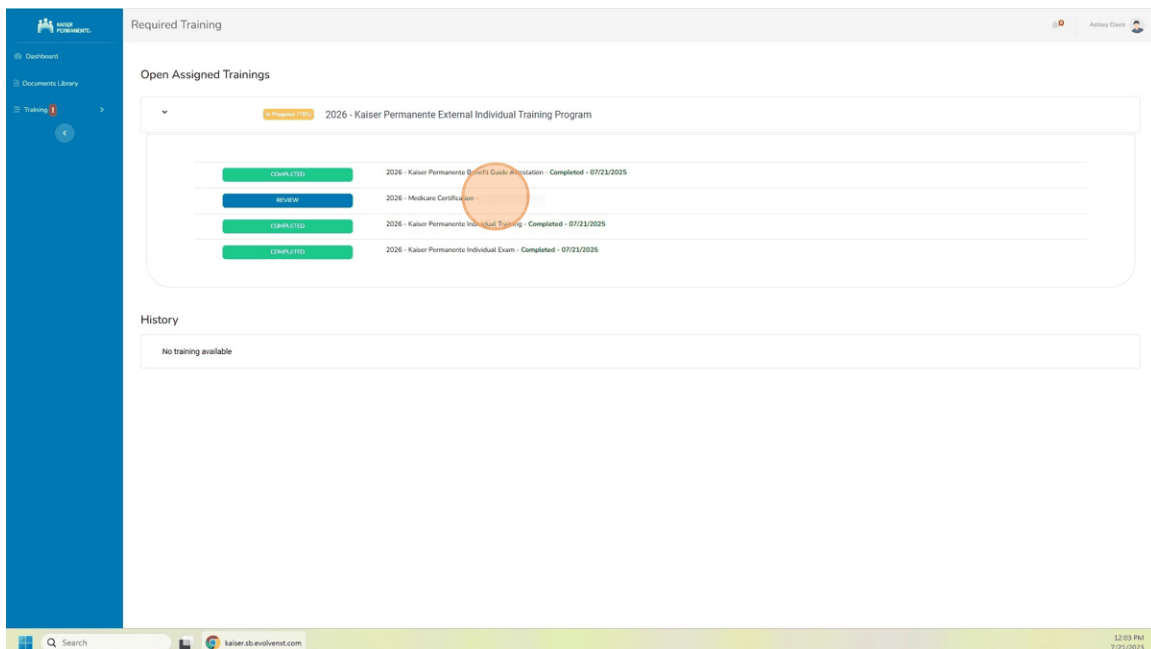 KAISER PERMANENTE.
Required Training
Ashley Davis
Dashboard
Documents Library
Training
Open Assigned Trainings
In Progress (75%) 2026 - Kaiser Permanente External Individual Training Program
COMPLETED 2026 - Kaiser Permanente Benefit Guide Attestation - Completed - 07/21/2025
REVIEW 2026 - Medicare Certification -
COMPLETED 2026 - Kaiser Permanente Individual Training - Completed - 07/21/2025
COMPLETED 2026 - Kaiser Permanente Individual Exam - Completed - 07/21/2025
History
No training available
Search
kaiser.sb.evolvenxt.com
12:03 PM
7/21/2025